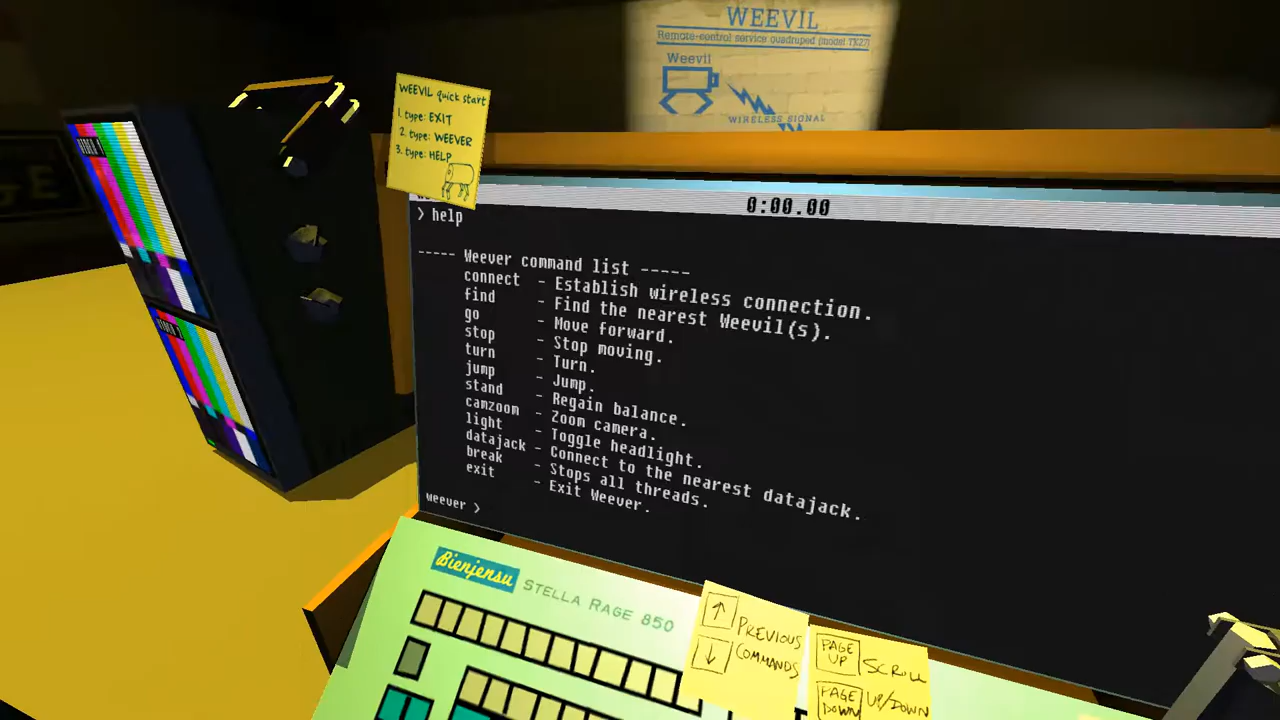 WEEVIL
Remote-control service quadruped (model TK27)
Weevil
WIRELESS SIGNAL
WEEVIL quick start
1. type: EXIT
2. type: WEEVER
3. type: HELP
0:00.00
> help
----- Weever command list -----
connect - Establish wireless connection.
find - Find the nearest Weevil(s).
go - Move forward.
stop - Stop moving.
turn - Turn.
jump - Jump.
stand - Regain balance.
camzoom - Zoom camera.
light - Toggle headlight.
datajack - Connect to the nearest datajack.
break - Stops all threads.
exit - Exit Weever.
weever >
Bienjensu
STELLA RAGE 850
↑ PREVIOUS
↓ COMMANDS
PAGE UP SCROLL
PAGE DOWN UP/DOWN